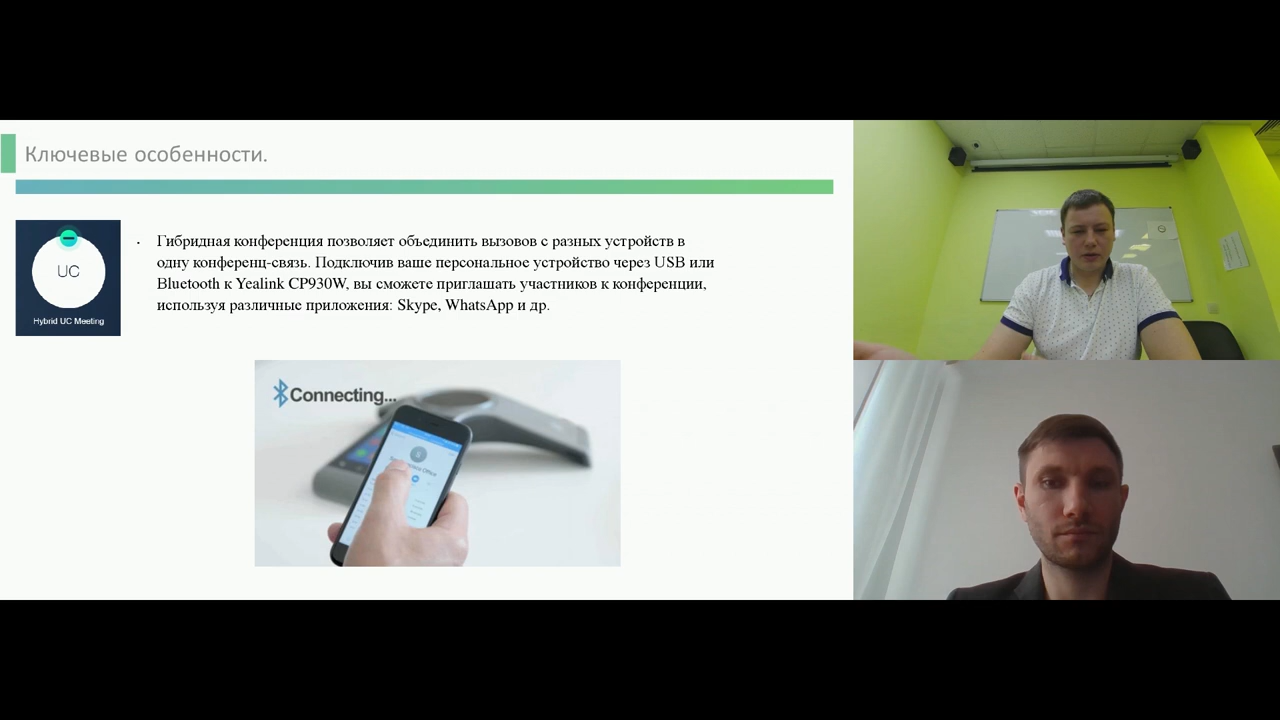 Ключевые особенности.
UC
Hybrid UC Meeting
· Гибридная конференция позволяет объединить вызовов с разных устройств в
одну конференц-связь. Подключив ваше персональное устройство через USB или
Bluetooth к Yealink CP930W, вы сможете приглашать участников к конференции,
используя различные приложения: Skype, WhatsApp и др.
Connecting...